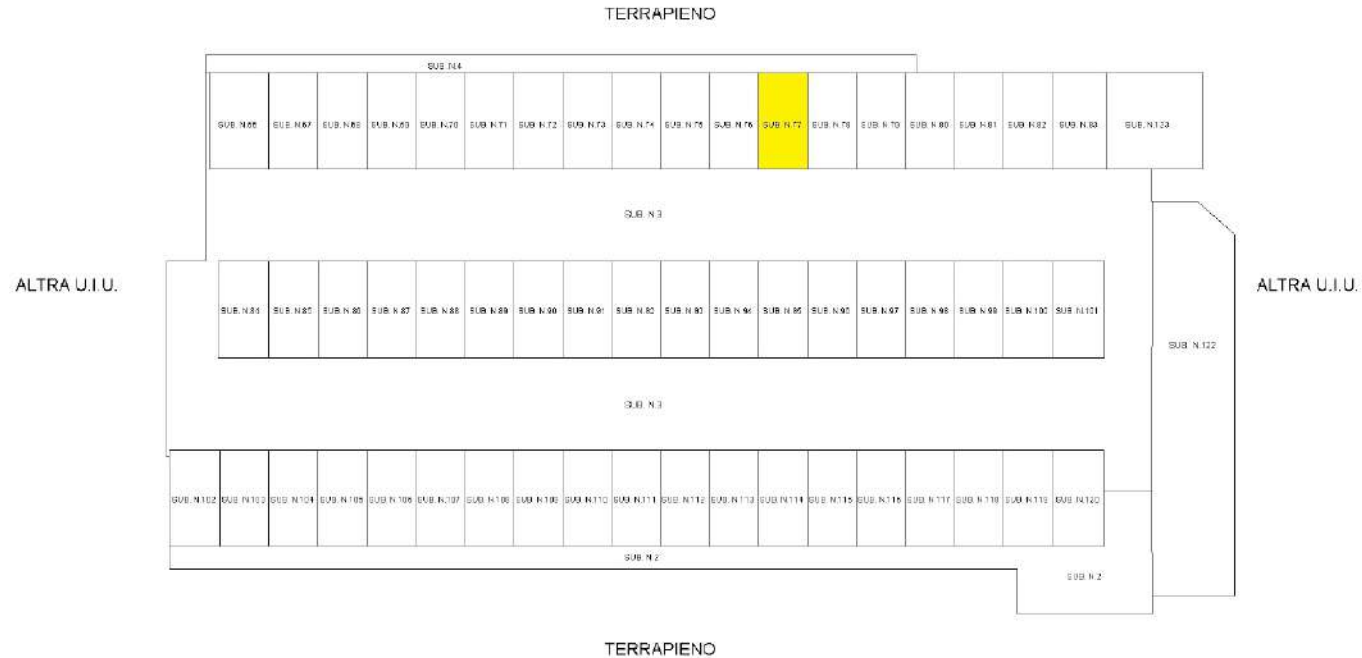 TERRAPIENO
SUB. N.4
SUB. N.66 SUB. N.67 SUB. N.68 SUB. N.69 SUB. N.70 SUB. N.71 SUB. N.72 SUB. N.73 SUB. N.74 SUB. N.75 SUB. N.76 SUB. N.77 SUB. N.78 SUB. N.79 SUB. N.80 SUB. N.81 SUB. N.82 SUB. N.83 SUB. N.123
SUB. N.3
ALTRA U.I.U.
ALTRA U.I.U.
SUB. N.84 SUB. N.85 SUB. N.86 SUB. N.87 SUB. N.88 SUB. N.89 SUB. N.90 SUB. N.91 SUB. N.92 SUB. N.93 SUB. N.94 SUB. N.95 SUB. N.96 SUB. N.97 SUB. N.98 SUB. N.99 SUB. N.100 SUB. N.101
SUB. N.122
SUB. N.3
SUB. N.102 SUB. N.103 SUB. N.104 SUB. N.105 SUB. N.106 SUB. N.107 SUB. N.108 SUB. N.109 SUB. N.110 SUB. N.111 SUB. N.112 SUB. N.113 SUB. N.114 SUB. N.115 SUB. N.116 SUB. N.117 SUB. N.118 SUB. N.119 SUB. N.120
SUB. N.2
SUB. N.2
TERRAPIENO